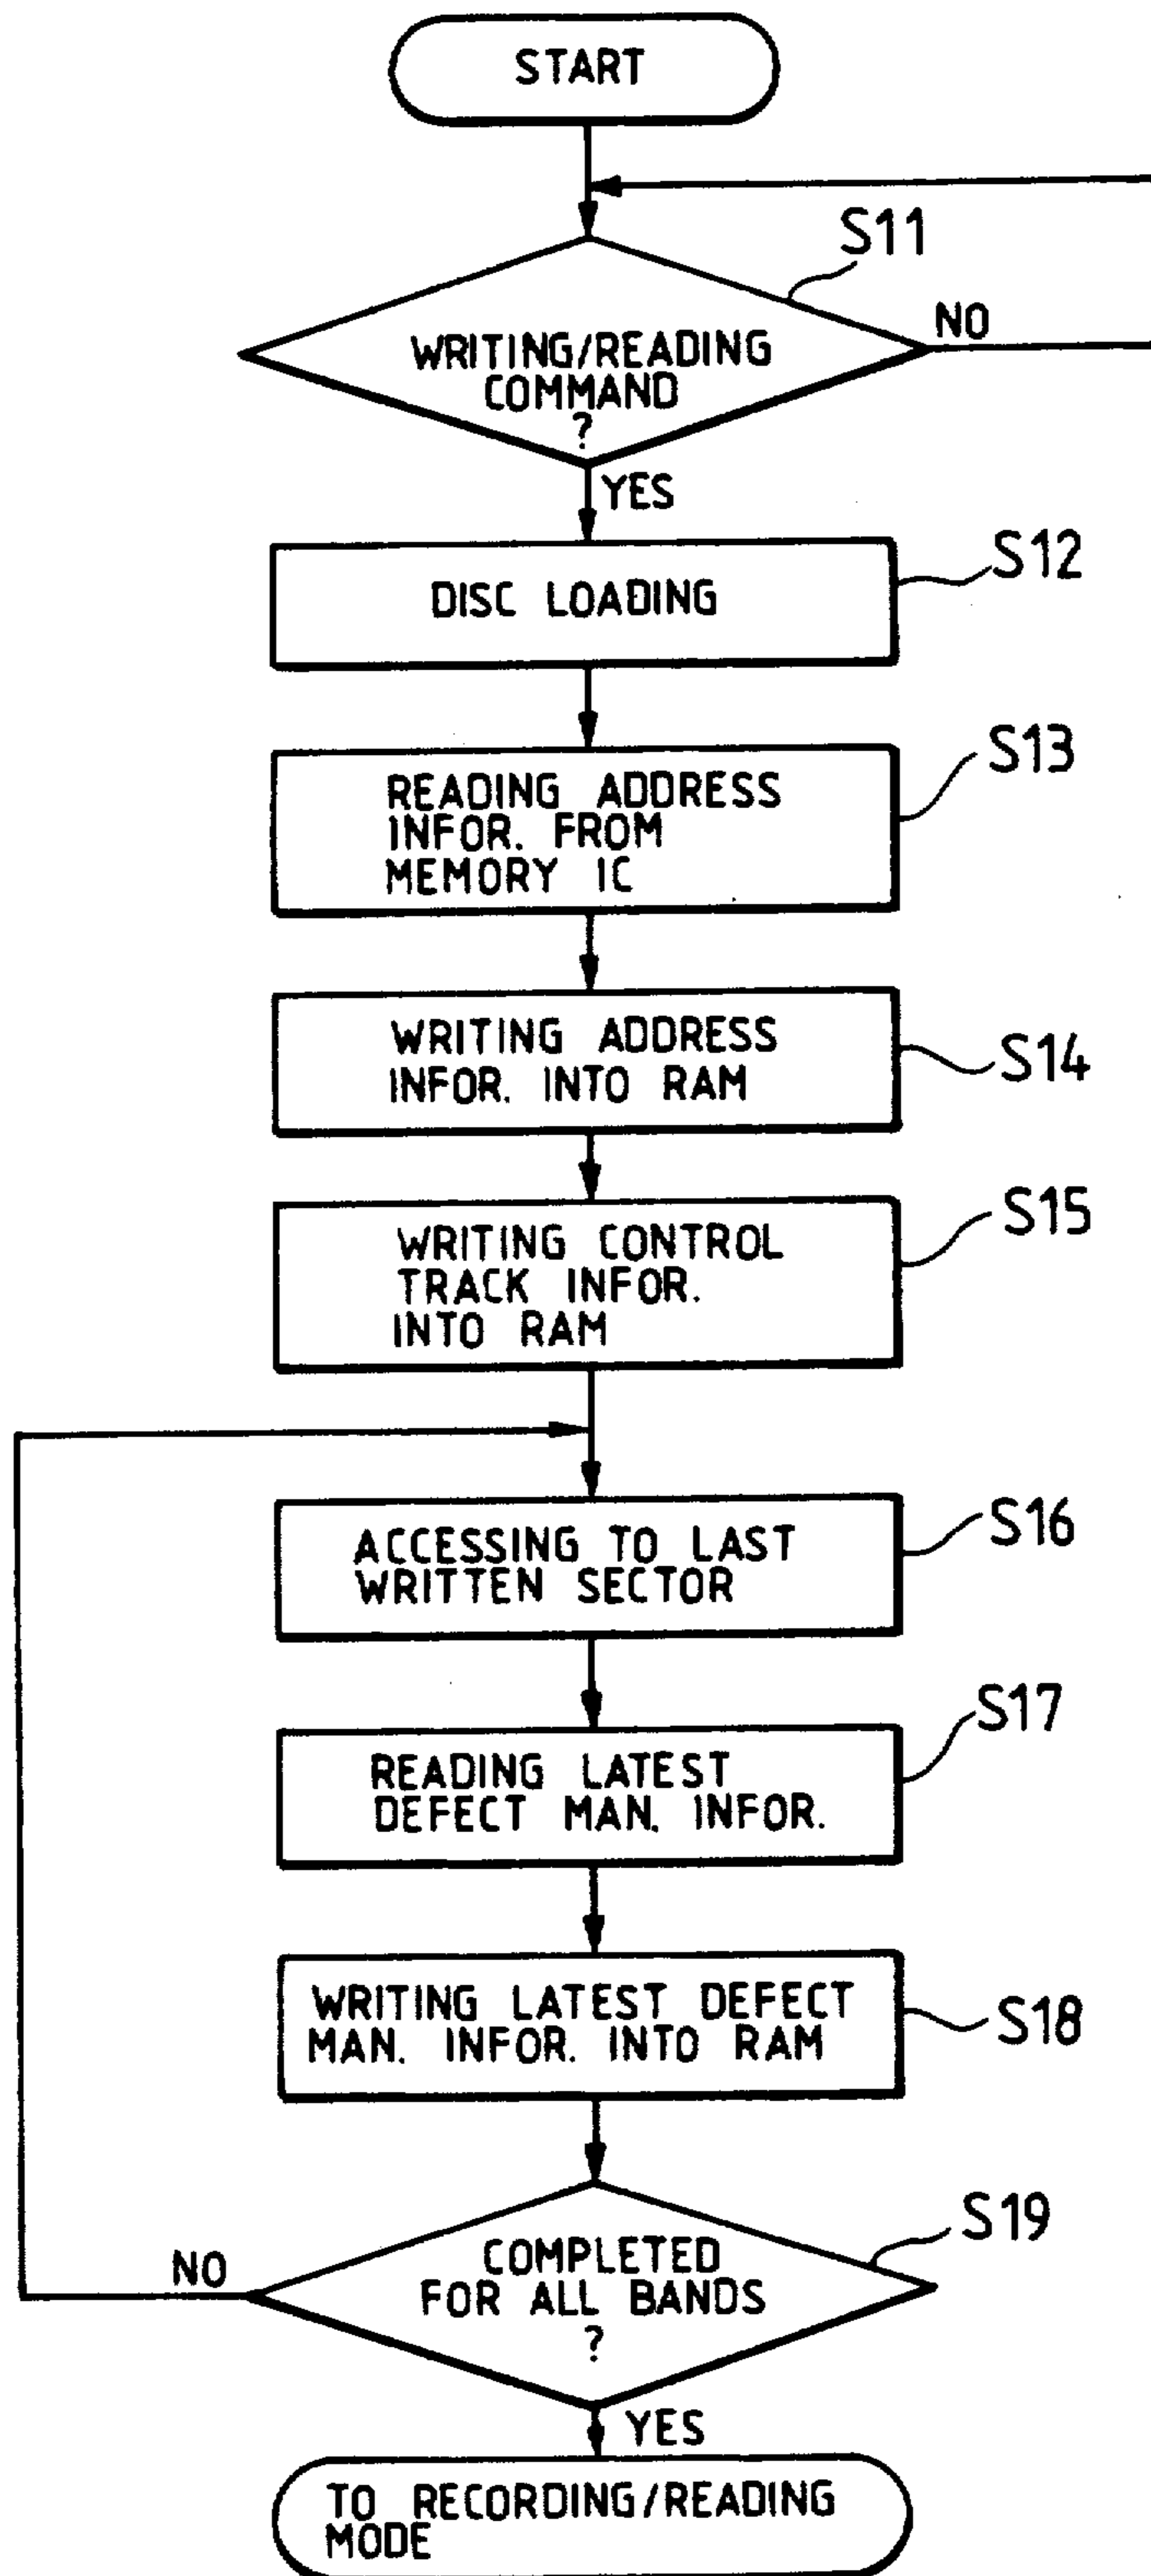 START
S11
WRITING/READING
COMMAND
?
NO
YES
S12
DISC LOADING
S13
READING ADDRESS
INFOR. FROM
MEMORY IC
WRITING ADDRESS
INFOR. INTO RAM
S14
S15
WRITING CONTROL
TRACK INFOR.
INTO RAM
S16
ACCESSING TO LAST
WRITTEN SECTOR
S17
READING LATEST
DEFECT MAN. INFOR.
WRITING LATEST DEFECT
MAN. INFOR. INTO RAM
S18
S19
COMPLETED
FOR ALL BANDS
?
NO
YES
TO RECORDING/READING
MODE